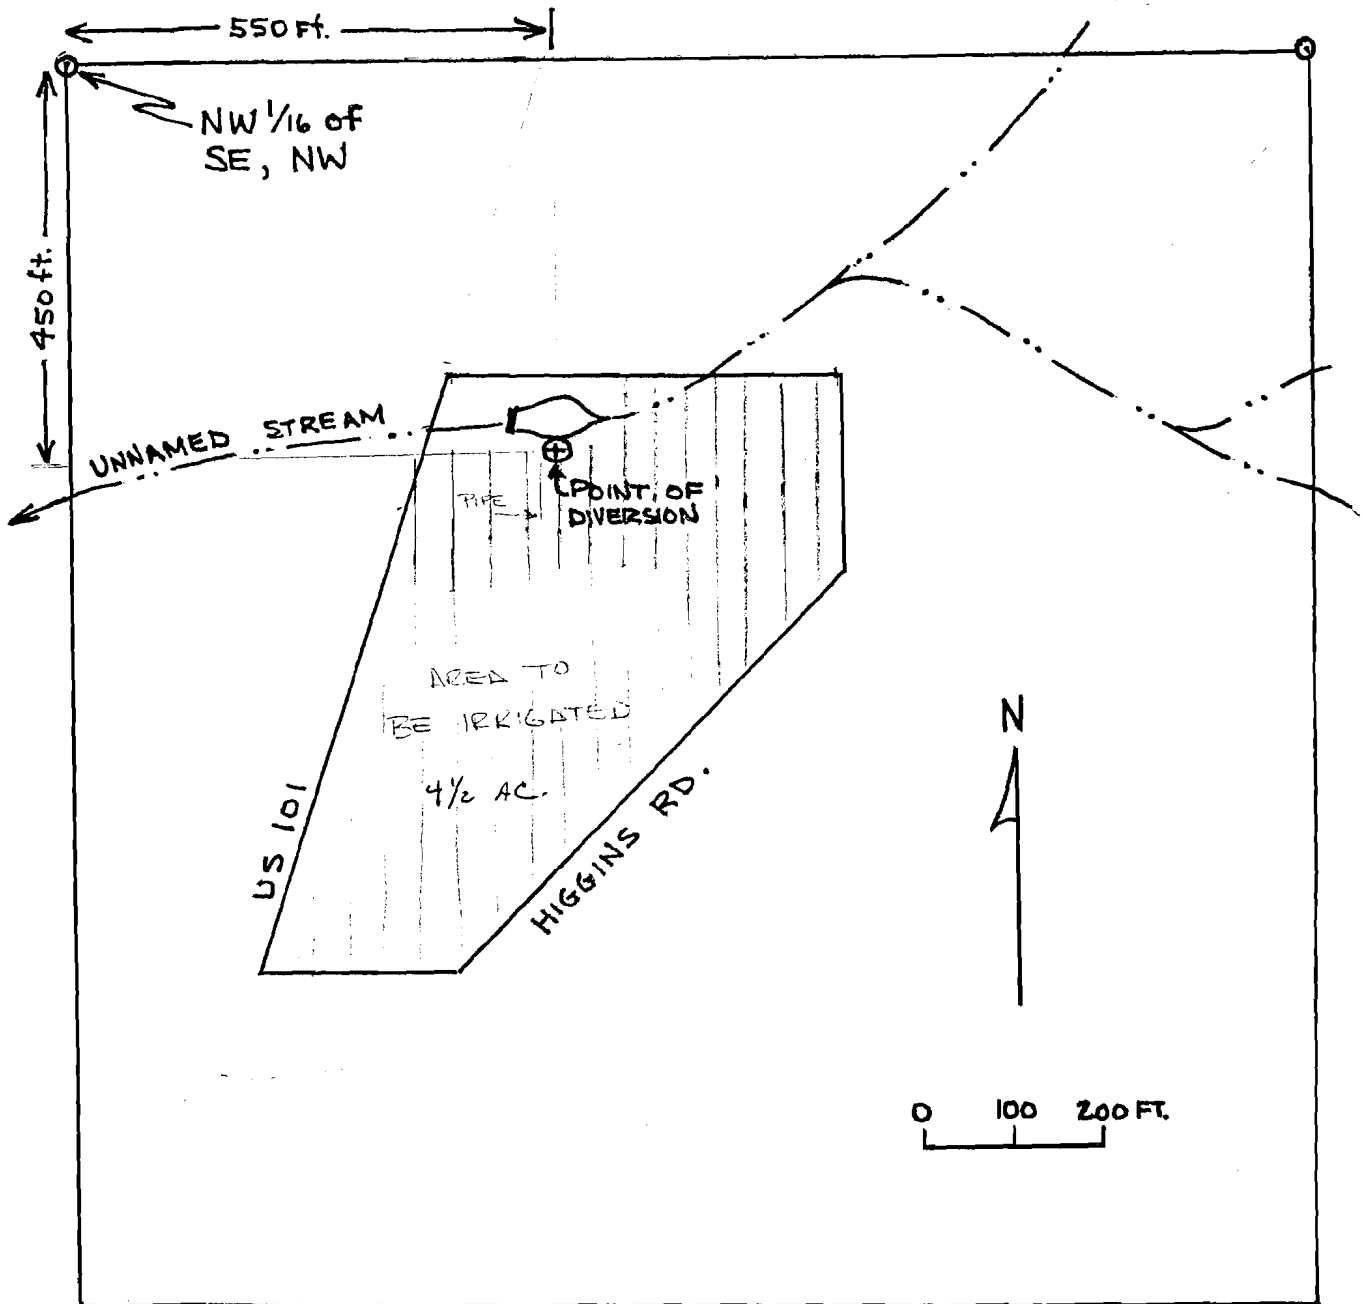 550 Ft.
NW 1/16 of
SE, NW
450 ft.
UNNAMED STREAM
PIPE
POINT OF
DIVERSION
AREA TO
BE IRRIGATED
4 1/2 AC.
US 101
HIGGINS RD.
N
0 100 200 FT.